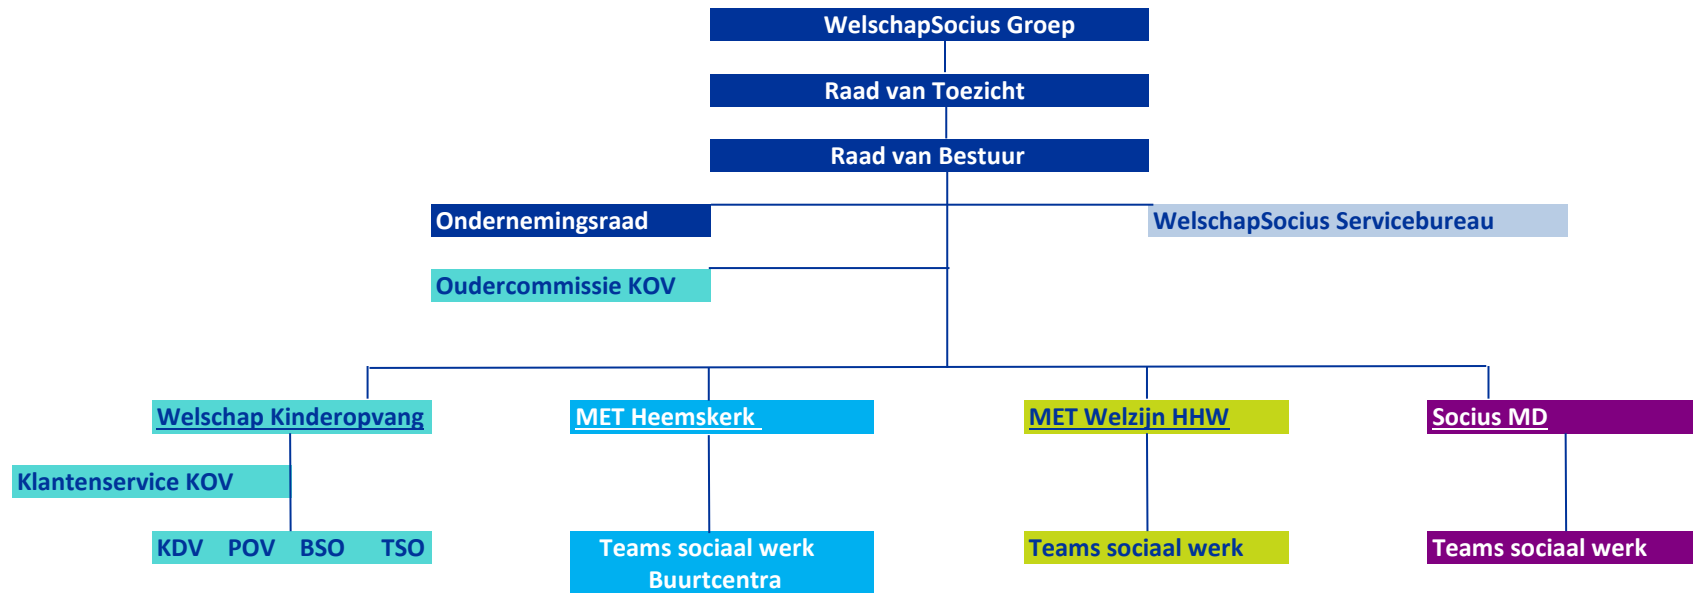 WelschapSocius Groep
Raad van Toezicht
Raad van Bestuur
Ondernemingsraad
WelschapSocius Servicebureau
Oudercommissie KOV
Welschap Kinderopvang
MET Heemskerk
MET Welzijn HHW
Socius MD
Klantenservice KOV
KDV POV BSO TSO
Teams sociaal werk
Buurtcentra
Teams sociaal werk
Teams sociaal werk